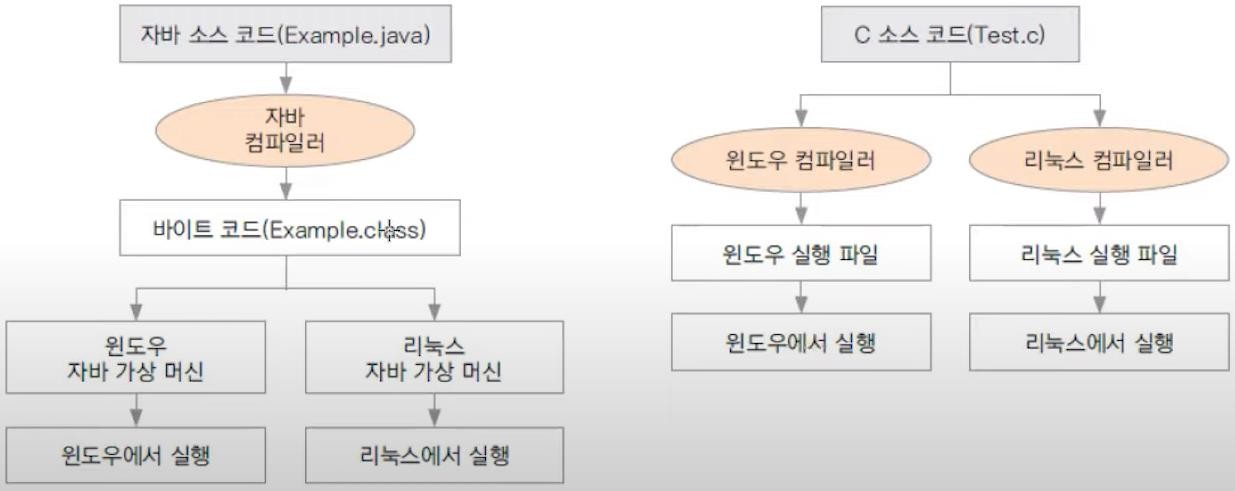 자바 소스 코드(Example.java)
자바
컴파일러
바이트 코드(Example.class)
윈도우
자바 가상 머신
리눅스
자바 가상 머신
윈도우에서 실행
리눅스에서 실행
C 소스 코드(Test.c)
윈도우 컴파일러
리눅스 컴파일러
윈도우 실행 파일
리눅스 실행 파일
윈도우에서 실행
리눅스에서 실행